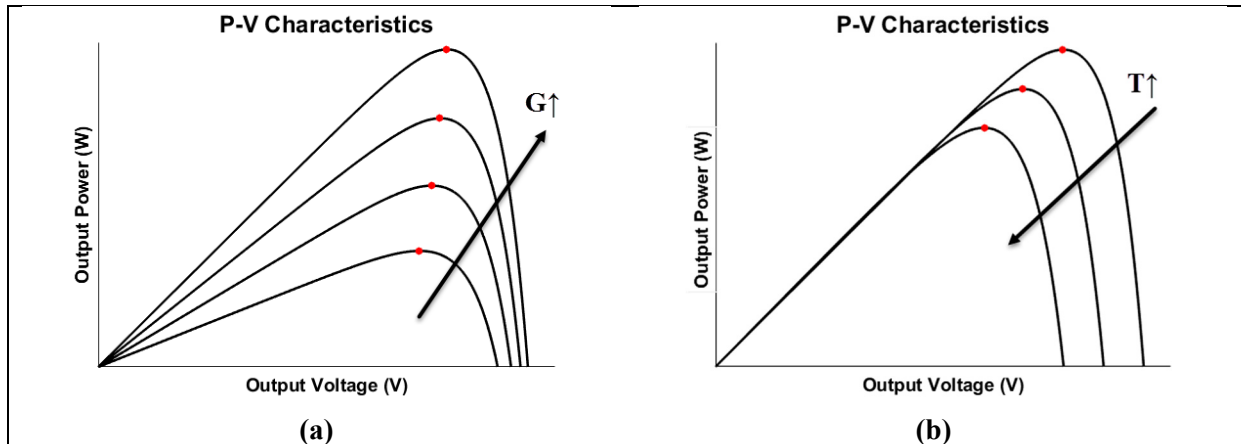 P-V Characteristics
G↑
Output Power (W)
Output Voltage (V)
(a)
P-V Characteristics
T↑
Output Power (W)
Output Voltage (V)
(b)